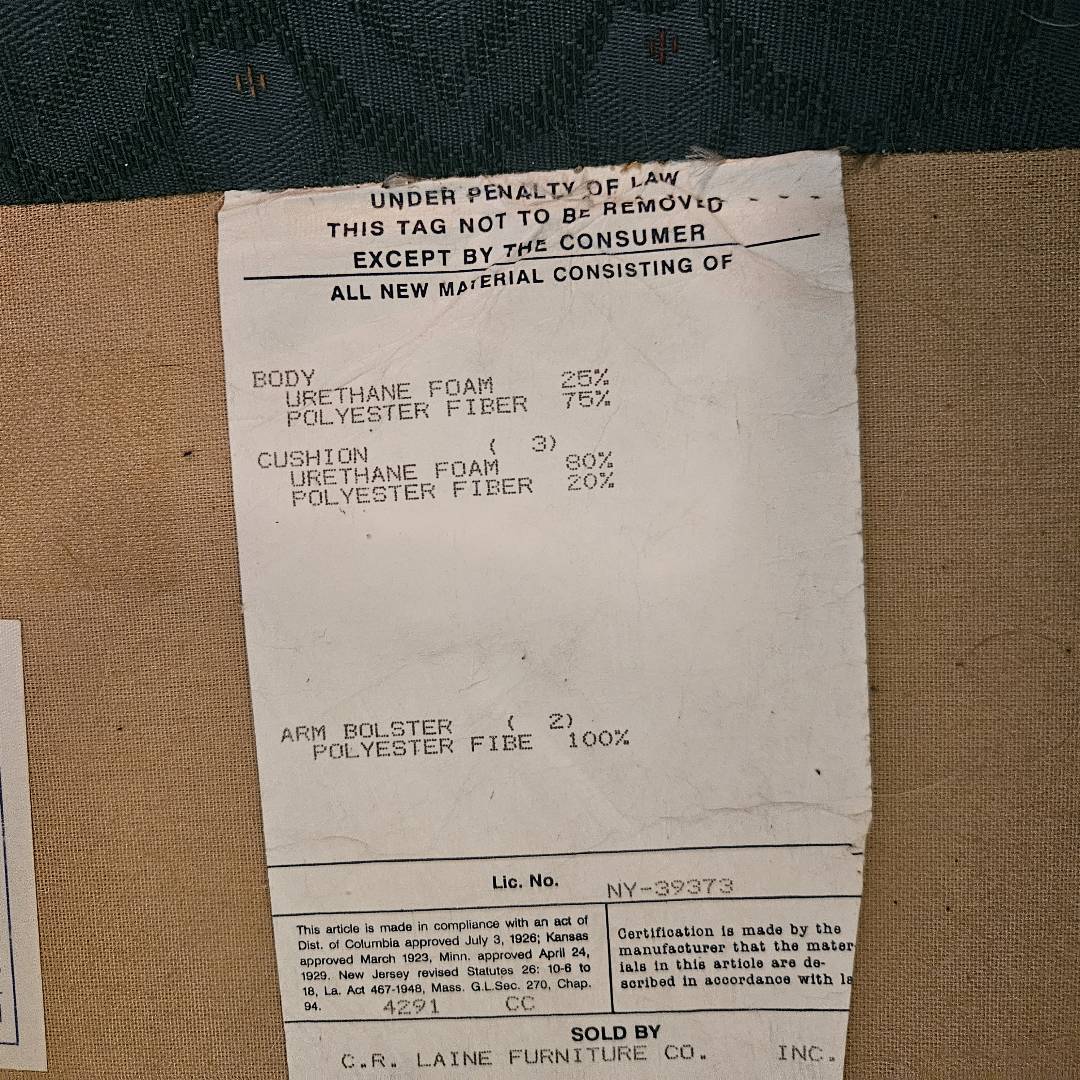 UNDER PENALTY OF LAW
THIS TAG NOT TO BE REMOVED
EXCEPT BY THE CONSUMER
ALL NEW MATERIAL CONSISTING OF
BODY
URETHANE FOAM 25%
POLYESTER FIBER 75%
CUSHION ( 3)
URETHANE FOAM 80%
POLYESTER FIBER 20%
ARM BOLSTER ( 2)
POLYESTER FIBE 100%
Lic. No. NY-39373
This article is made in compliance with an act of
Dist. of Columbia approved July 3, 1926; Kansas
approved March 1923, Minn. approved April 24,
1929. New Jersey revised Statutes 26: 10-6 to
18, La. Act 467-1948, Mass. G.L.Sec. 270, Chap.
94. 4291 CC
Certification is made by the
manufacturer that the mater
ials in this article are de-
scribed in accordance with la
SOLD BY
C.R. LAINE FURNITURE CO. INC.